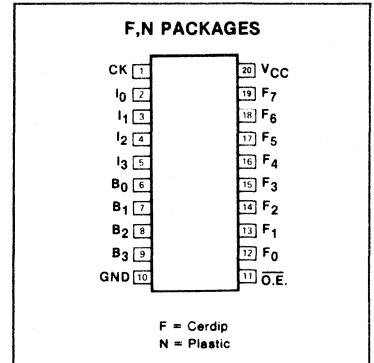 F,N PACKAGES
CK 1 20 VCC
I0 2 19 F7
I1 3 18 F6
I2 4 17 F5
I3 5 16 F4
B0 6 15 F3
B1 7 14 F2
B2 8 13 F1
B3 9 12 F0
GND 10 11 O.E.
F = Cerdip
N = Plastic